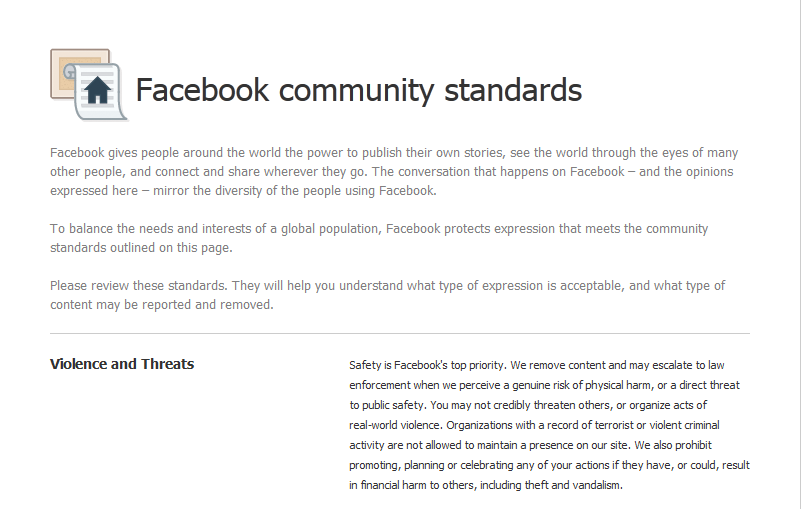 Facebook community standards
Facebook gives people around the world the power to publish their own stories, see the world through the eyes of many
other people, and connect and share wherever they go. The conversation that happens on Facebook – and the opinions
expressed here – mirror the diversity of the people using Facebook.
To balance the needs and interests of a global population, Facebook protects expression that meets the community
standards outlined on this page.
Please review these standards. They will help you understand what type of expression is acceptable, and what type of
content may be reported and removed.
Violence and Threats
Safety is Facebook's top priority. We remove content and may escalate to law
enforcement when we perceive a genuine risk of physical harm, or a direct threat
to public safety. You may not credibly threaten others, or organize acts of
real-world violence. Organizations with a record of terrorist or violent criminal
activity are not allowed to maintain a presence on our site. We also prohibit
promoting, planning or celebrating any of your actions if they have, or could, result
in financial harm to others, including theft and vandalism.